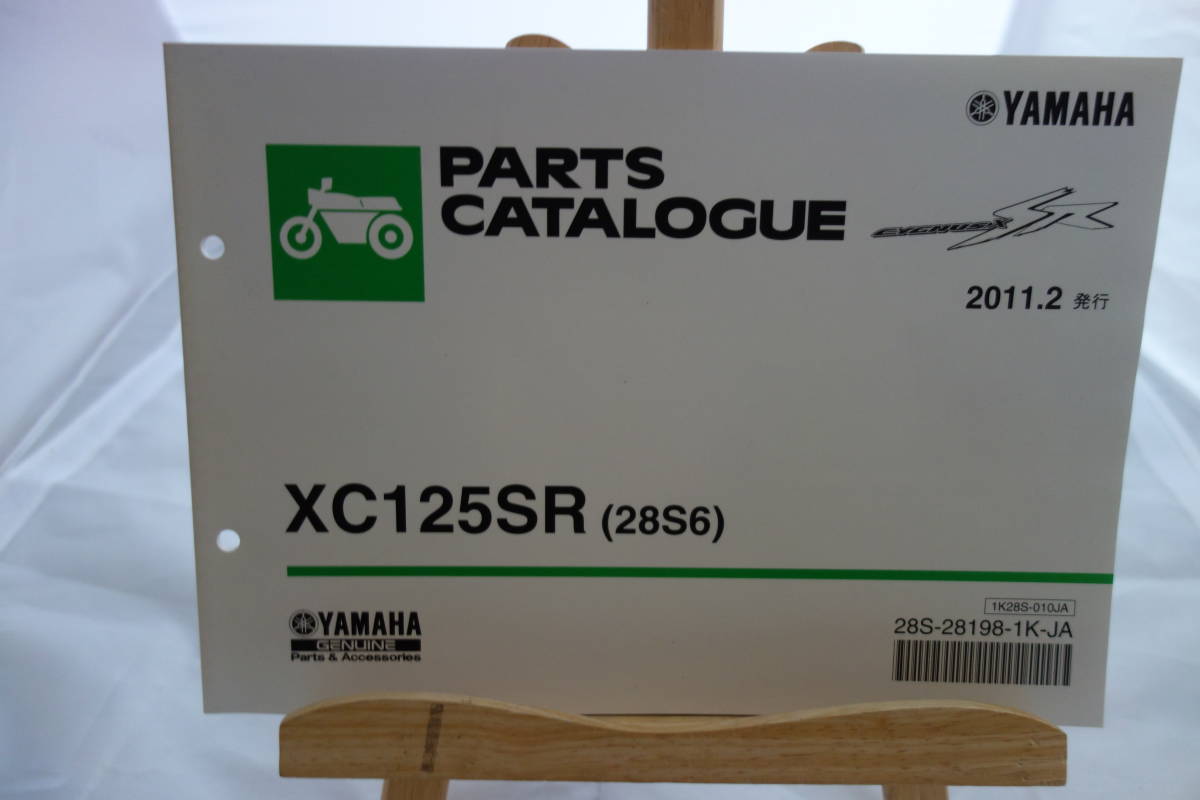 YAMAHA
PARTS
CATALOGUE
CYGNUS-X SR
2011.2 発行
XC125SR (28S6)
YAMAHA
GENUINE
Parts & Accessories
1K28S-010JA
28S-28198-1K-JA